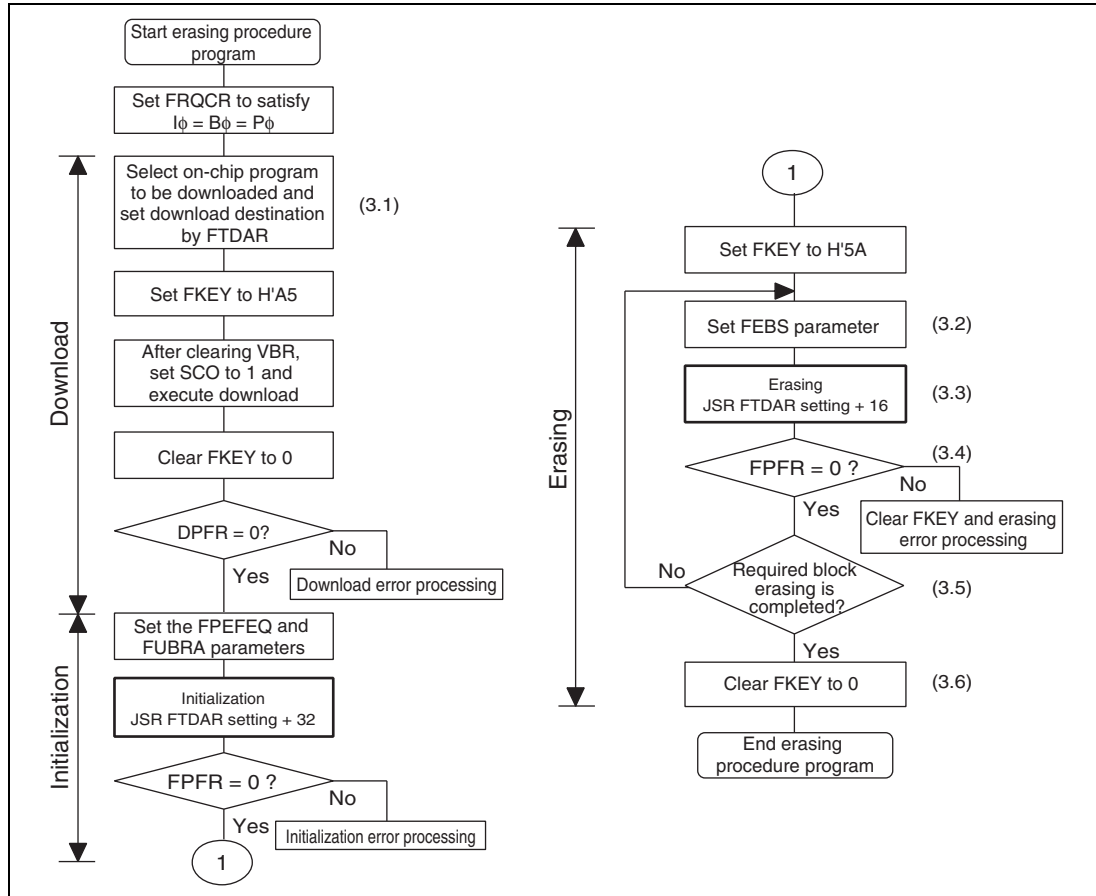 Start erasing procedure
program
Set FRQCR to satisfy
Iϕ = Bϕ = Pϕ
Download
Select on-chip program
to be downloaded and
set download destination
by FTDAR
(3.1)
Set FKEY to H'A5
After clearing VBR,
set SCO to 1 and
execute download
Clear FKEY to 0
DPFR = 0?
No
Yes
Download error processing
Initialization
Set the FPEFEQ and
FUBRA parameters
Initialization
JSR FTDAR setting + 32
FPFR = 0 ?
No
Yes
Initialization error processing
1
1
Erasing
Set FKEY to H'5A
Set FEBS parameter
(3.2)
Erasing
JSR FTDAR setting + 16
(3.3)
FPFR = 0 ?
(3.4)
No
Yes
Clear FKEY and erasing
error processing
No
Required block
erasing is
completed?
(3.5)
Yes
Clear FKEY to 0
(3.6)
End erasing
procedure program